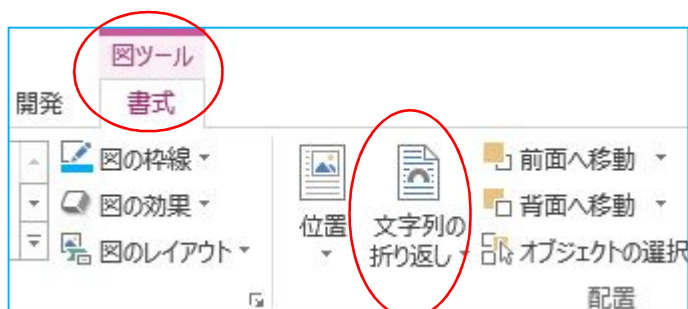 図ツール
開発 書式
図の枠線
図の効果
図のレイアウト
位置
文字列の
折り返し
前面へ移動
背面へ移動
オブジェクトの選択
配置